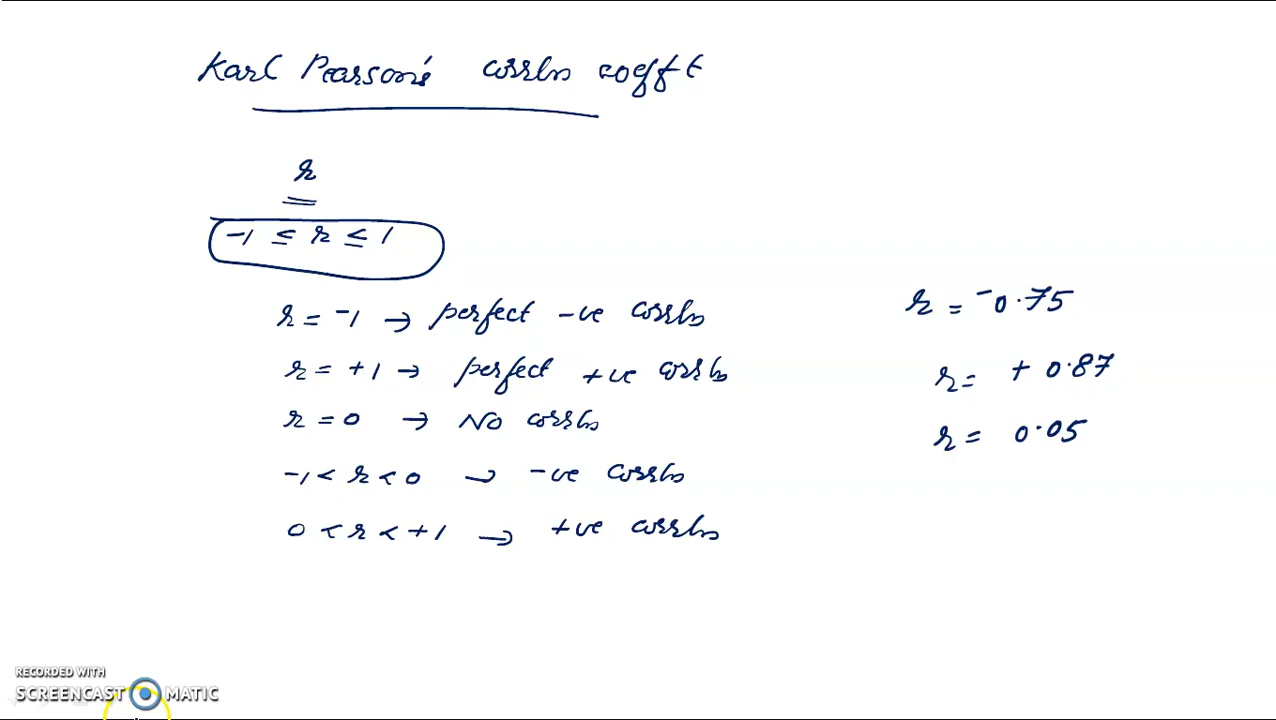 Karl Pearson's corrln coefft
r
-1 ≤ r ≤ 1
r = -1 → perfect -ve corrln
r = +1 → perfect +ve corrln
r = 0 → No corrln
-1 < r < 0 → -ve corrln
0 < r < +1 → +ve corrln
r = -0.75
r = + 0.87
r = 0.05
RECORDED WITH
SCREENCAST MATIC